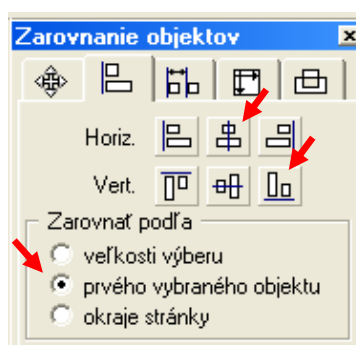 Zarovnanie objektov
Horiz.
Vert.
Zarovnať podľa
veľkosti výberu
prvého vybraného objektu
okraje stránky